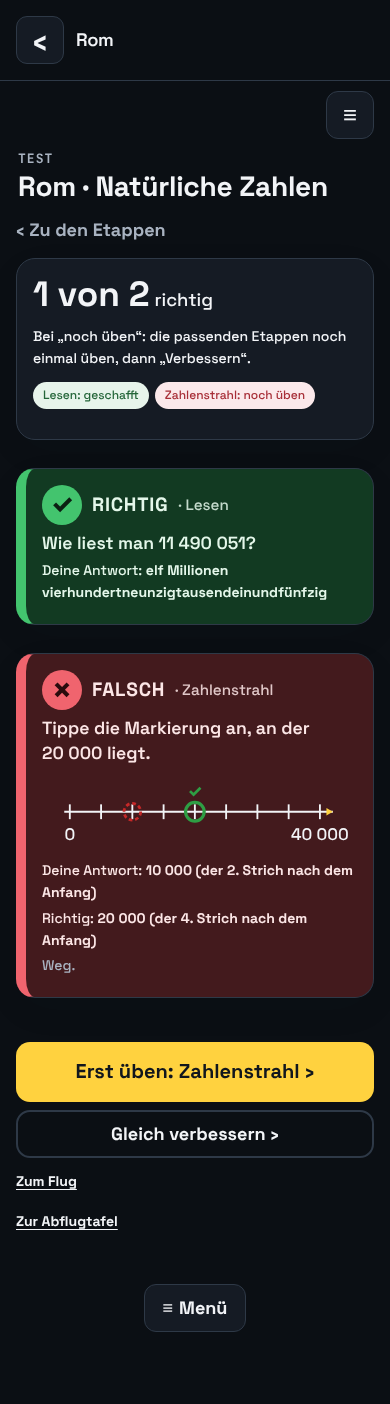 < Rom
≡
TEST
Rom · Natürliche Zahlen
< Zu den Etappen
1 von 2 richtig
Bei „noch üben“: die passenden Etappen noch
einmal üben, dann „Verbessern“.
Lesen: geschafft Zahlenstrahl: noch üben
RICHTIG · Lesen
Wie liest man 11 490 051?
Deine Antwort: elf Millionen
vierhundertneunzigtausendeinundfünfzig
FALSCH · Zahlenstrahl
Tippe die Markierung an, an der
20 000 liegt.
0 40 000
Deine Antwort: 10 000 (der 2. Strich nach dem
Anfang)
Richtig: 20 000 (der 4. Strich nach dem
Anfang)
Weg.
Erst üben: Zahlenstrahl >
Gleich verbessern >
Zum Flug
Zur Abflugtafel
≡ Menü